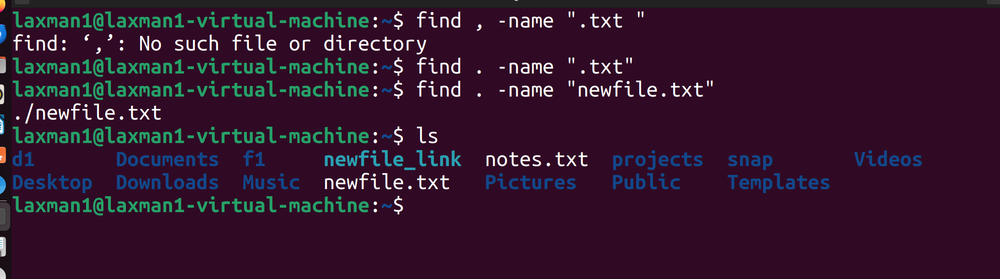 laxman1@laxman1-virtual-machine:~$ find , -name ".txt "
find: ‘,’: No such file or directory
laxman1@laxman1-virtual-machine:~$ find . -name ".txt"
laxman1@laxman1-virtual-machine:~$ find . -name "newfile.txt"
./newfile.txt
laxman1@laxman1-virtual-machine:~$ ls
d1 Documents f1 newfile_link notes.txt projects snap Videos
Desktop Downloads Music newfile.txt Pictures Public Templates
laxman1@laxman1-virtual-machine:~$